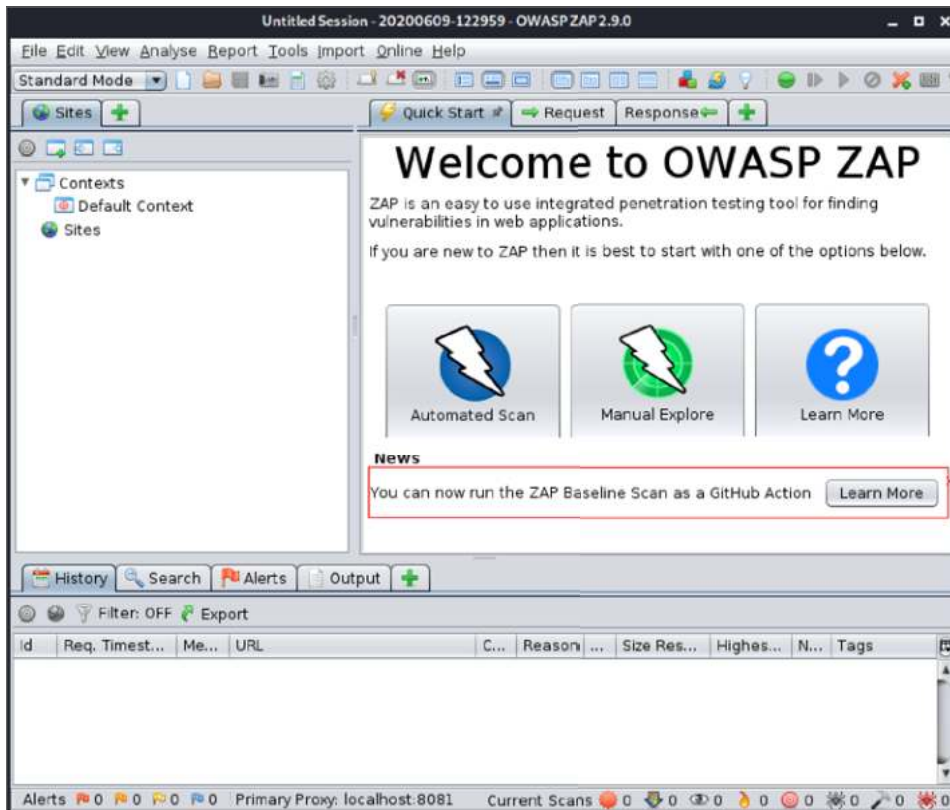 Untitled Session - 20200609-122959 - OWASP ZAP 2.9.0
File Edit View Analyse Report Tools Import Online Help
Standard Mode
Sites
Quick Start Request Response
Contexts
Default Context
Sites
Welcome to OWASP ZAP
ZAP is an easy to use integrated penetration testing tool for finding
vulnerabilities in web applications.
If you are new to ZAP then it is best to start with one of the options below.
Automated Scan Manual Explore Learn More
News
You can now run the ZAP Baseline Scan as a GitHub Action Learn More
History Search Alerts Output
Filter: OFF Export
Id Req. Timest... Me... URL C... Reason ... Size Res... Highes... N... Tags
Alerts 0 0 0 0 Primary Proxy: localhost:8081 Current Scans 0 0 0 0 0 0 0